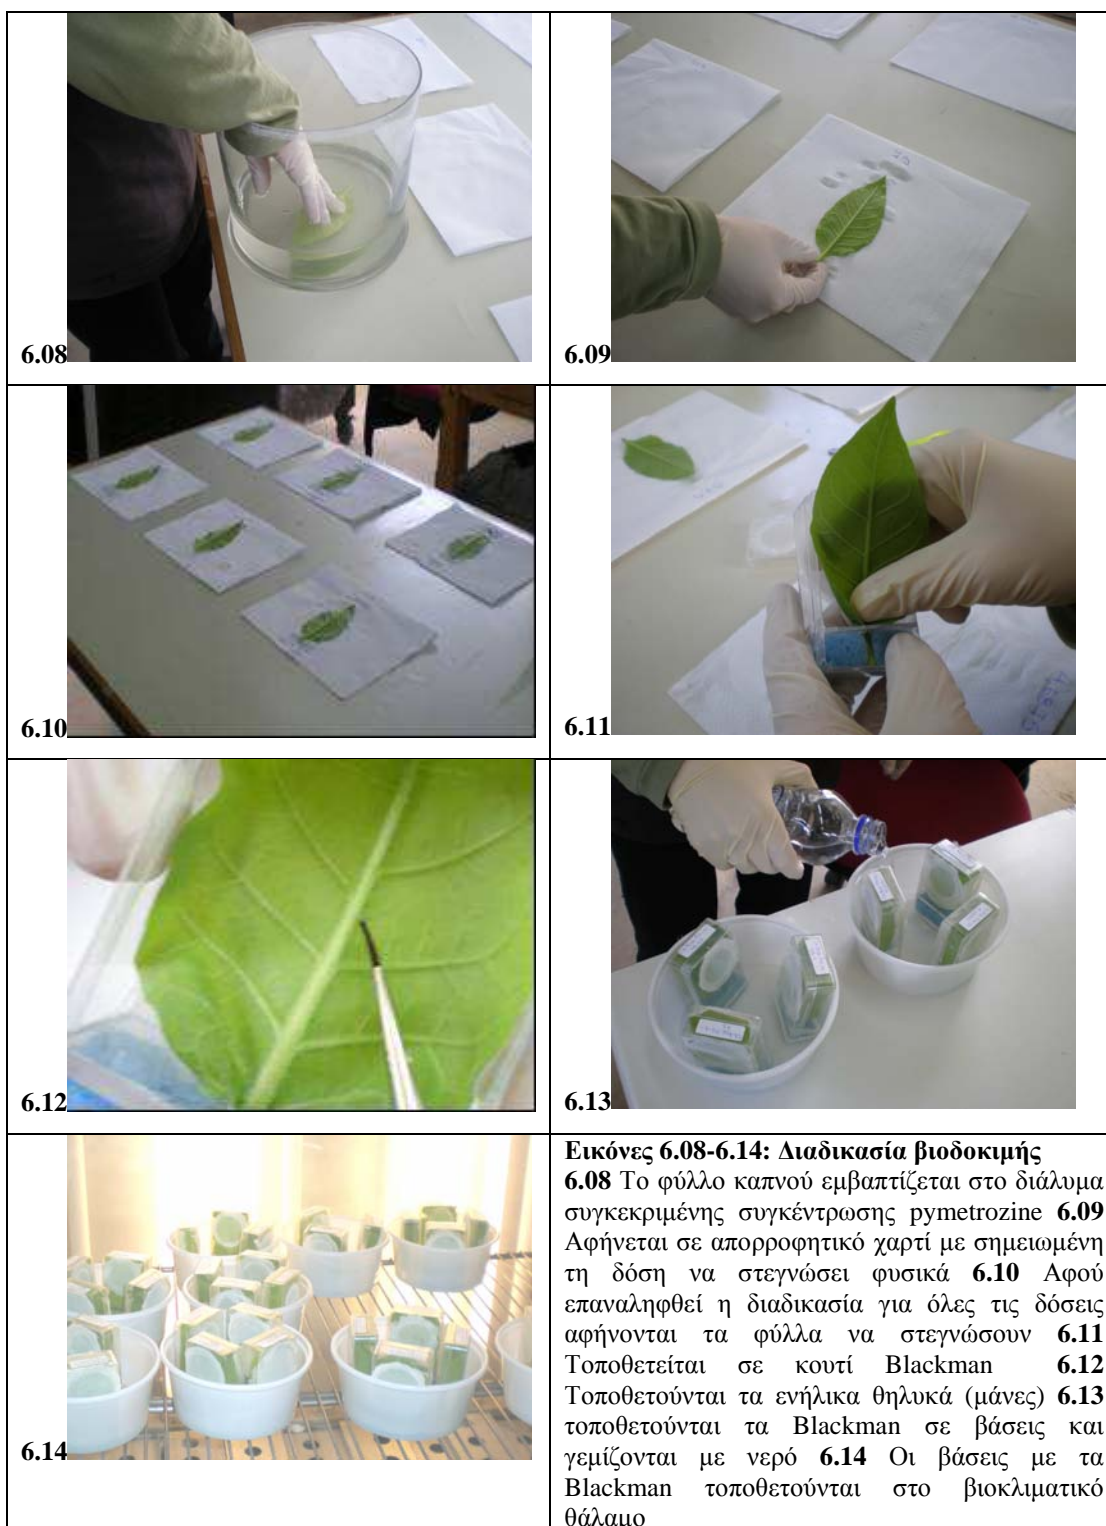 6.08
6.09
6.10
6.11
6.12
6.13
6.14
Εικόνες 6.08-6.14: Διαδικασία βιοδοκιμής
6.08 Το φύλλο καπνού εμβαπτίζεται στο διάλυμα
συγκεκριμένης συγκέντρωσης pymetrozine 6.09
Αφήνεται σε απορροφητικό χαρτί με σημειωμένη
τη δόση να στεγνώσει φυσικά 6.10 Αφού
επαναληφθεί η διαδικασία για όλες τις δόσεις
αφήνονται τα φύλλα να στεγνώσουν 6.11
Τοποθετείται σε κουτί Blackman 6.12
Τοποθετούνται τα ενήλικα θηλυκά (μάνες) 6.13
τοποθετούνται τα Blackman σε βάσεις και
γεμίζονται με νερό 6.14 Οι βάσεις με τα
Blackman τοποθετούνται στο βιοκλιματικό
θάλαμο